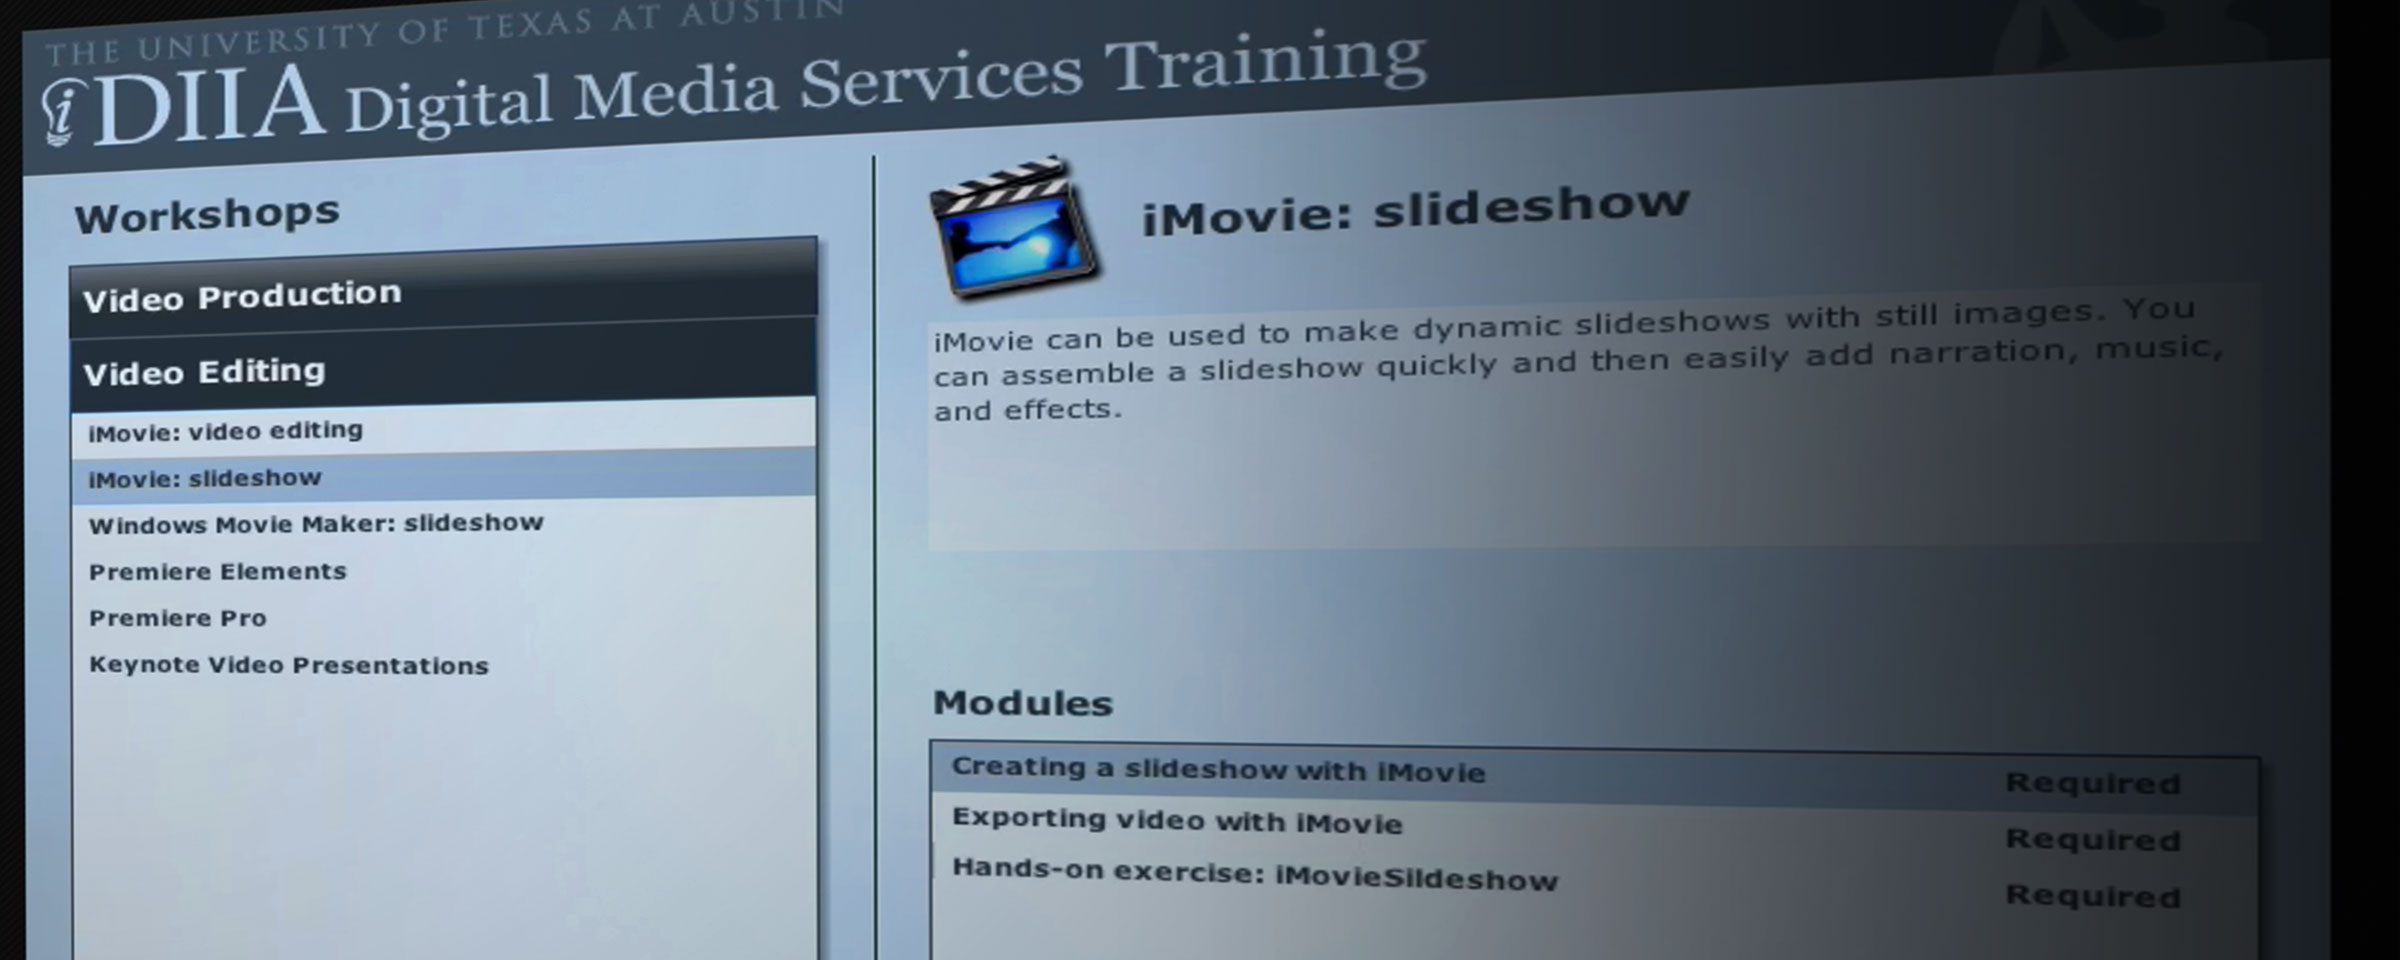 THE UNIVERSITY OF TEXAS AT AUSTIN
DIIA Digital Media Services Training
Workshops
Video Production
Video Editing
iMovie: video editing
iMovie: slideshow
Windows Movie Maker: slideshow
Premiere Elements
Premiere Pro
Keynote Video Presentations
iMovie: slideshow
iMovie can be used to make dynamic slideshows with still images. You
can assemble a slideshow quickly and then easily add narration, music,
and effects.
Modules
Creating a slideshow with iMovie Required
Exporting video with iMovie Required
Hands-on exercise: iMovieSlideshow Required